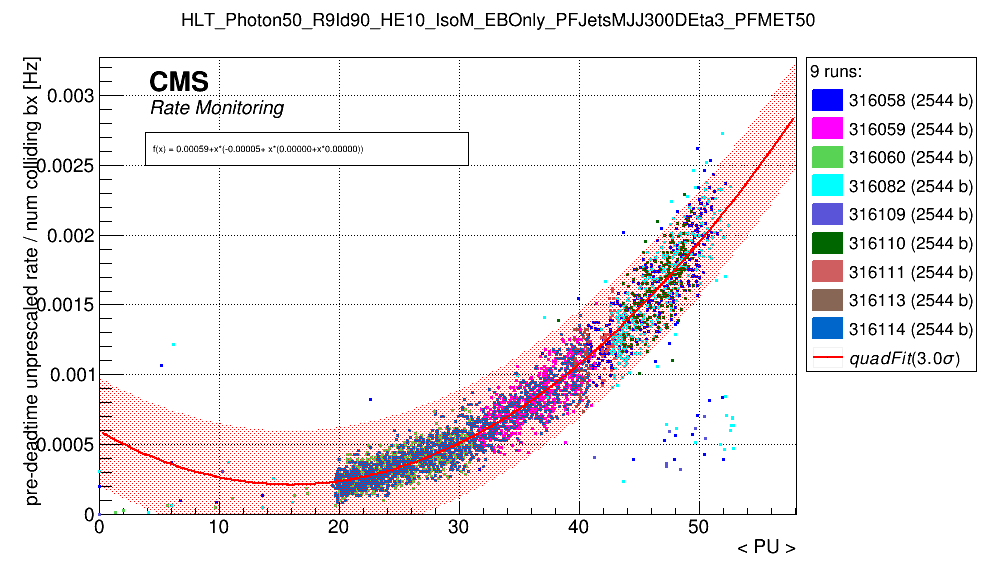 HLT_Photon50_R9Id90_HE10_IsoM_EBOnly_PFJetsMJJ300DEta3_PFMET50
pre-deadtime unprescaled rate / num colliding bx [Hz]
CMS
Rate Monitoring
f(x) = 0.00059+x*(-0.00005+ x*(0.00000+x*0.00000))
0.003
0.0025
0.002
0.0015
0.001
0.0005
0
0
10
20
30
40
50
< PU >
9 runs:
316058 (2544 b)
316059 (2544 b)
316060 (2544 b)
316082 (2544 b)
316109 (2544 b)
316110 (2544 b)
316111 (2544 b)
316113 (2544 b)
316114 (2544 b)
quadFit(3.0σ)